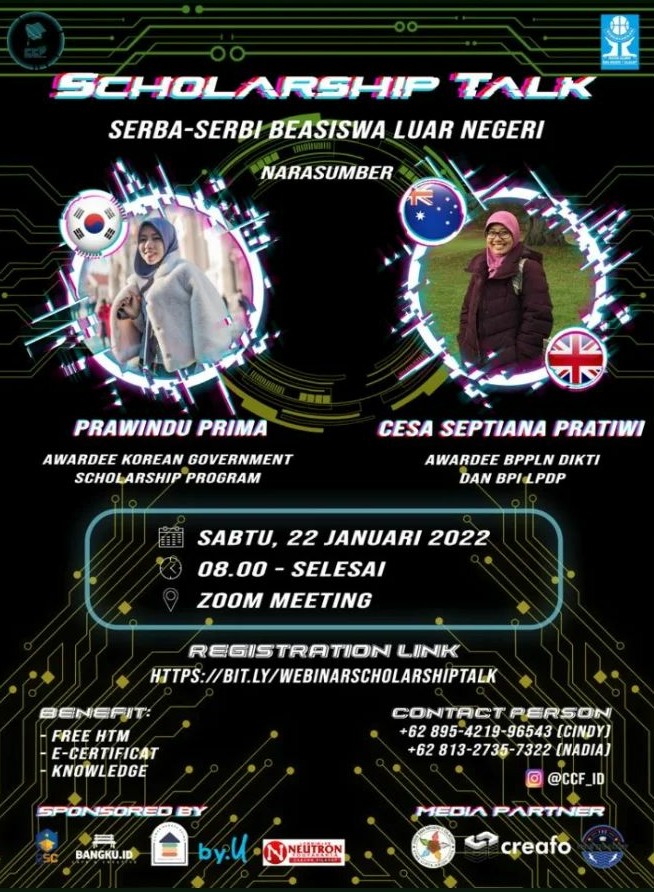 CCF
SCHOLARSHIP TALK
SERBA-SERBI BEASISWA LUAR NEGERI
NARASUMBER
PRAWINDU PRIMA
AWARDEE KOREAN GOVERNMENT
SCHOLARSHIP PROGRAM
CESA SEPTIANA PRATIWI
AWARDEE BPPLN DIKTI
DAN BPI LPDP
SABTU, 22 JANUARI 2022
08.00 - SELESAI
ZOOM MEETING
REGISTRATION LINK
HTTPS://BIT.LY/WEBINARSCHOLARSHIPTALK
BENEFIT:
- FREE HTM
- E-CERTIFICAT
- KNOWLEDGE
CONTACT PERSON
+62 895-4219-96543 (CINDY)
+62 813-2735-7322 (NADIA)
@CCF_ID
SPONSORED BY
SC
BANGKU.ID
by.U
N NEUTRON
MEDIA PARTNER
creafo